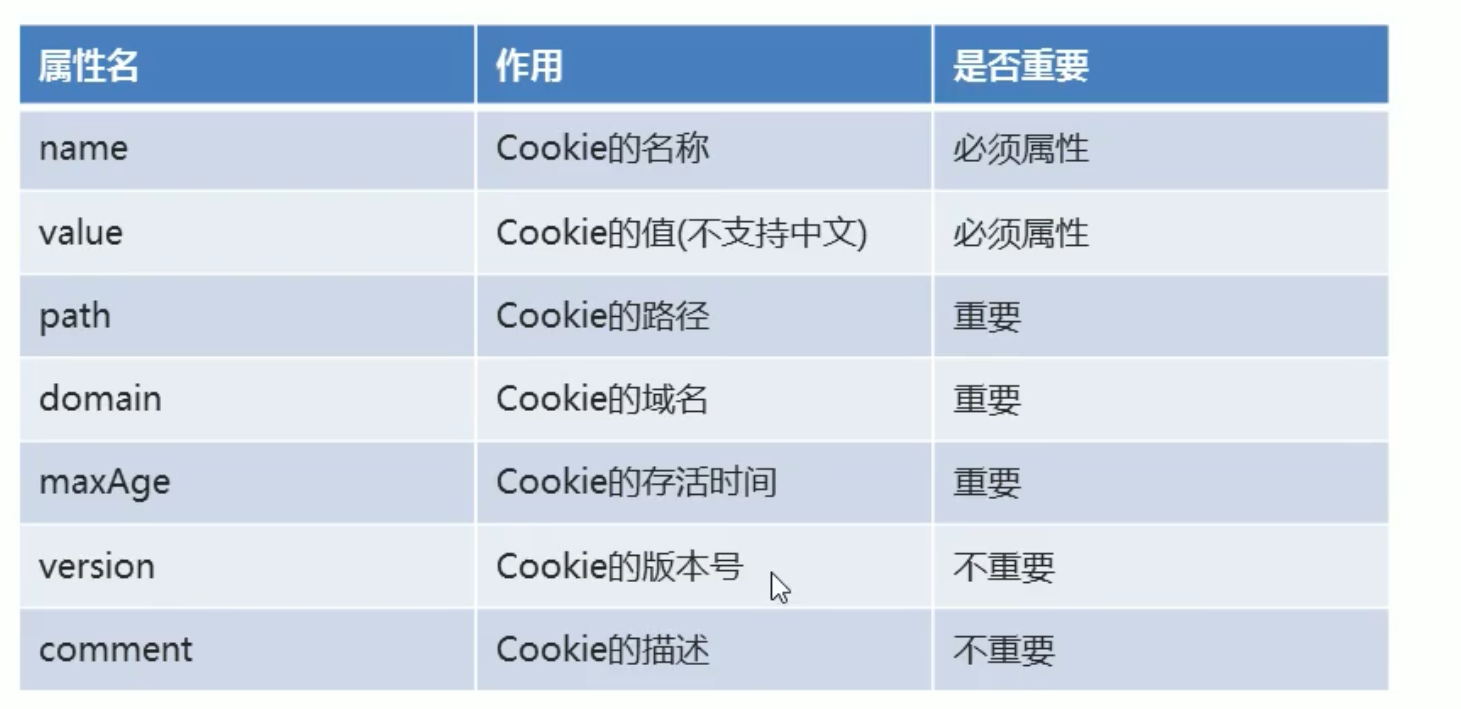 属性名 作用 是否重要
name Cookie的名称 必须属性
value Cookie的值(不支持中文) 必须属性
path Cookie的路径 重要
domain Cookie的域名 重要
maxAge Cookie的存活时间 重要
version Cookie的版本号 不重要
comment Cookie的描述 不重要